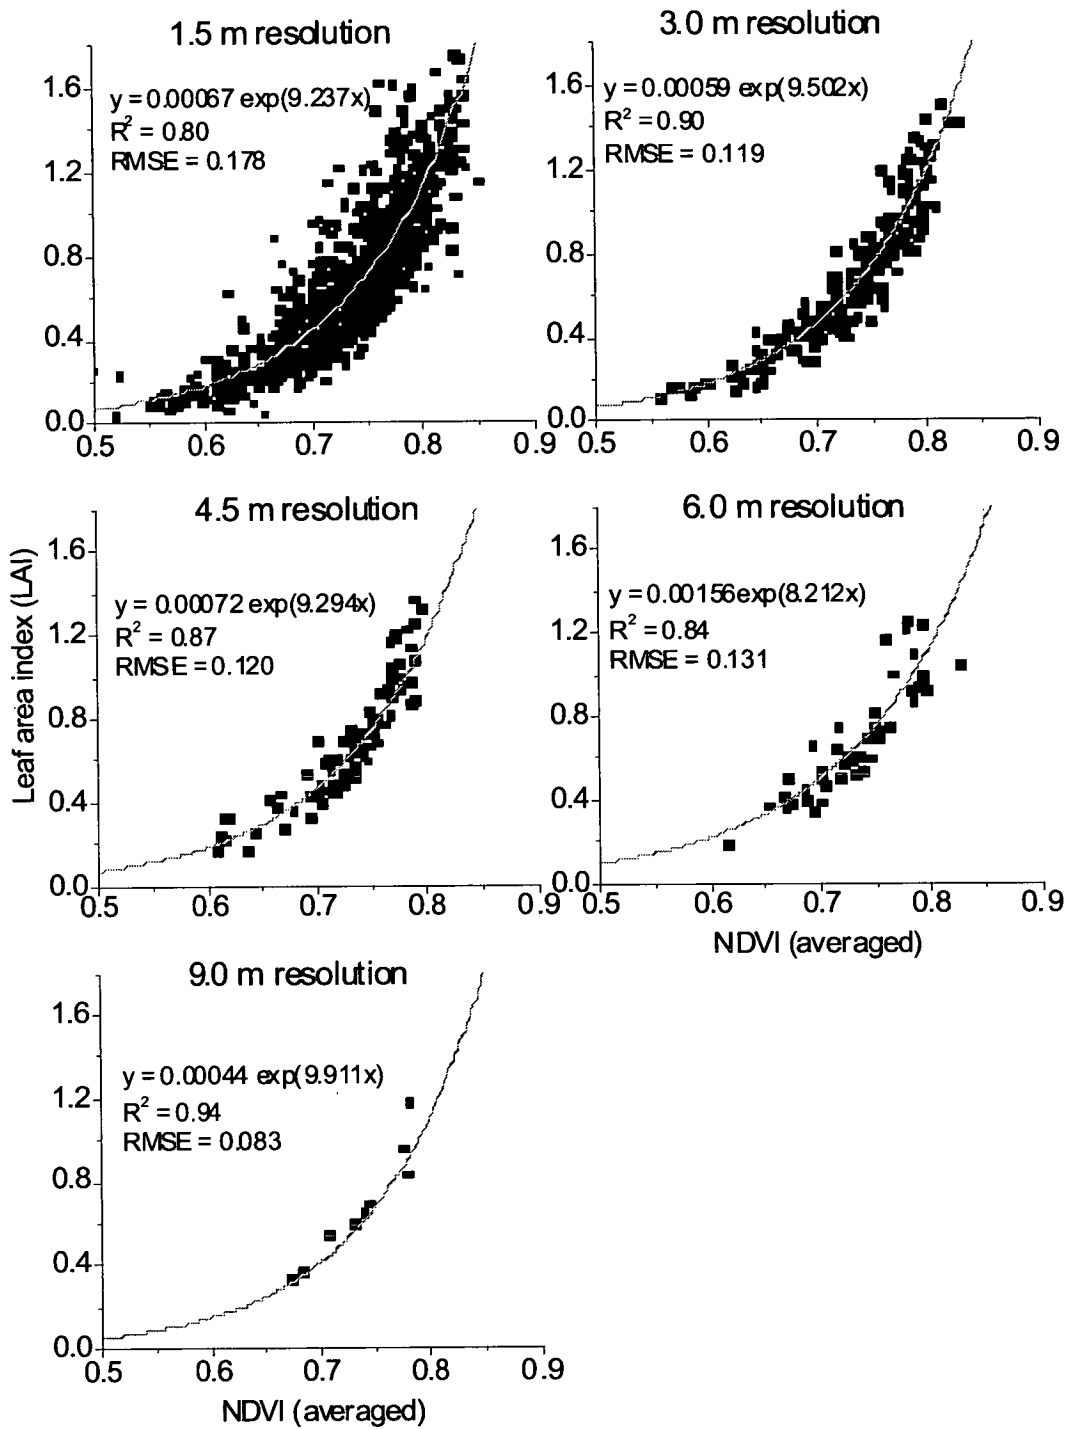 1.5 m resolution
y = 0.00067 exp(9.237x)
R² = 0.80
RMSE = 0.178
1.6
1.2
0.8
0.4
0.0
0.5 0.6 0.7 0.8 0.9
3.0 m resolution
y = 0.00059 exp(9.502x)
R² = 0.90
RMSE = 0.119
1.6
1.2
0.8
0.4
0.0
0.5 0.6 0.7 0.8 0.9
Leaf area index (LAI)
4.5 m resolution
y = 0.00072 exp(9.294x)
R² = 0.87
RMSE = 0.120
1.6
1.2
0.8
0.4
0.0
0.5 0.6 0.7 0.8 0.9
6.0 m resolution
y = 0.00156exp(8.212x)
R² = 0.84
RMSE = 0.131
1.6
1.2
0.8
0.4
0.0
0.5 0.6 0.7 0.8 0.9
NDVI (averaged)
9.0 m resolution
y = 0.00044 exp(9.911x)
R² = 0.94
RMSE = 0.083
1.6
1.2
0.8
0.4
0.0
0.5 0.6 0.7 0.8 0.9
NDVI (averaged)